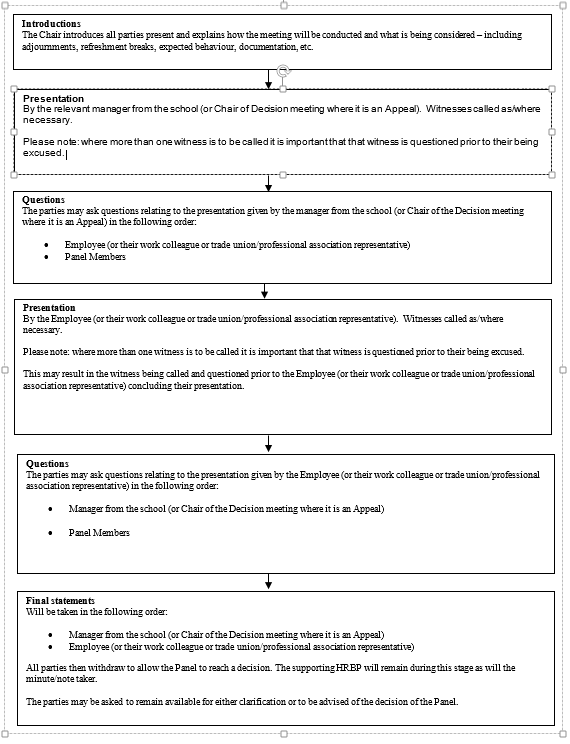 Introductions
The Chair introduces all parties present and explains how the meeting will be conducted and what is being considered – including
adjournments, refreshment breaks, expected behaviour, documentation, etc.
Presentation
By the relevant manager from the school (or Chair of Decision meeting where it is an Appeal).  Witnesses called as/where
necessary.
Please note: where more than one witness is to be called it is important that that witness is questioned prior to their being
excused.
Questions
The parties may ask questions relating to the presentation given by the manager from the school (or Chair of the Decision meeting
where it is an Appeal) in the following order:
• Employee (or their work colleague or trade union/professional association representative)
• Panel Members
Presentation
By the Employee (or their work colleague or trade union/professional association representative).  Witnesses called as/where
necessary.
Please note: where more than one witness is to be called it is important that that witness is questioned prior to their being excused.
This may result in the witness being called and questioned prior to the Employee (or their work colleague or trade union/professional
association representative) concluding their presentation.
Questions
The parties may ask questions relating to the presentation given by the Employee (or their work colleague or trade union/professional
association representative) in the following order:
• Manager from the school (or Chair of the Decision meeting where it is an Appeal)
• Panel Members
Final statements
Will be taken in the following order:
• Manager from the school (or Chair of the Decision meeting where it is an Appeal)
• Employee (or their work colleague or trade union/professional association representative)
All parties then withdraw to allow the Panel to reach a decision. The supporting HRBP will remain during this stage as will the
minute/note taker.
The parties may be asked to remain available for either clarification or to be advised of the decision of the Panel.